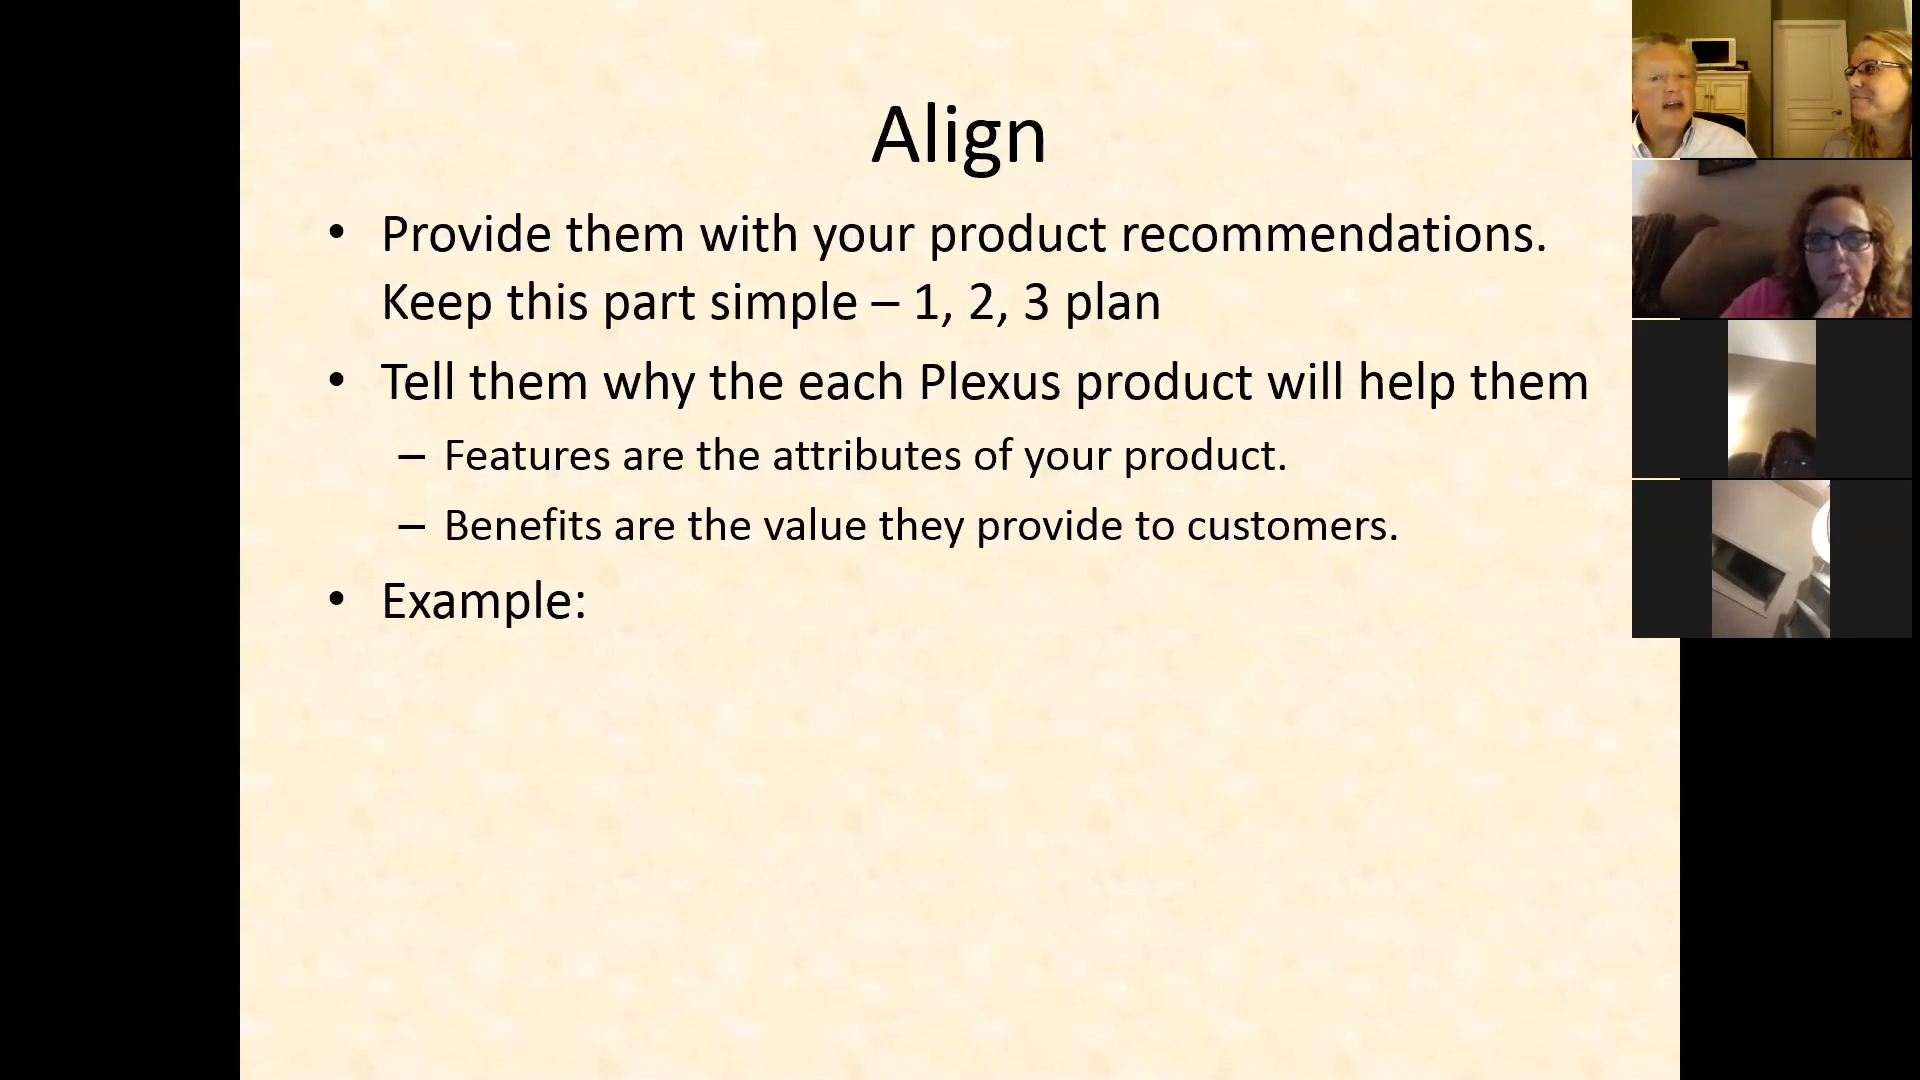 Align
• Provide them with your product recommendations.
Keep this part simple – 1, 2, 3 plan
• Tell them why the each Plexus product will help them
– Features are the attributes of your product.
– Benefits are the value they provide to customers.
• Example: